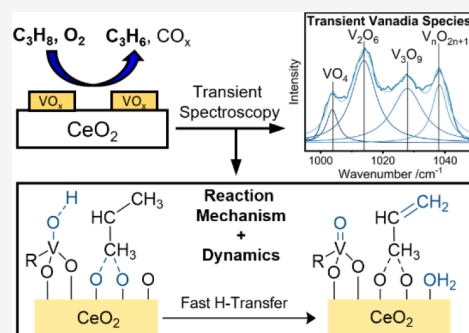 C3H8, O2 C3H6, COx
VOx VOx
CeO2
Transient
Spectroscopy
Transient Vanadia Species
V2O6 VnO2n+1
VO4 V3O9
Intensity
1000 1020 1040
Wavenumber /cm-1
Reaction
Mechanism
+
Dynamics
H
O
V
R
O O
CH3
HC
CH3
O O O
CeO2
Fast H-Transfer
O
V
R
O O
CH2
HC
CH3
O O OH2
CeO2